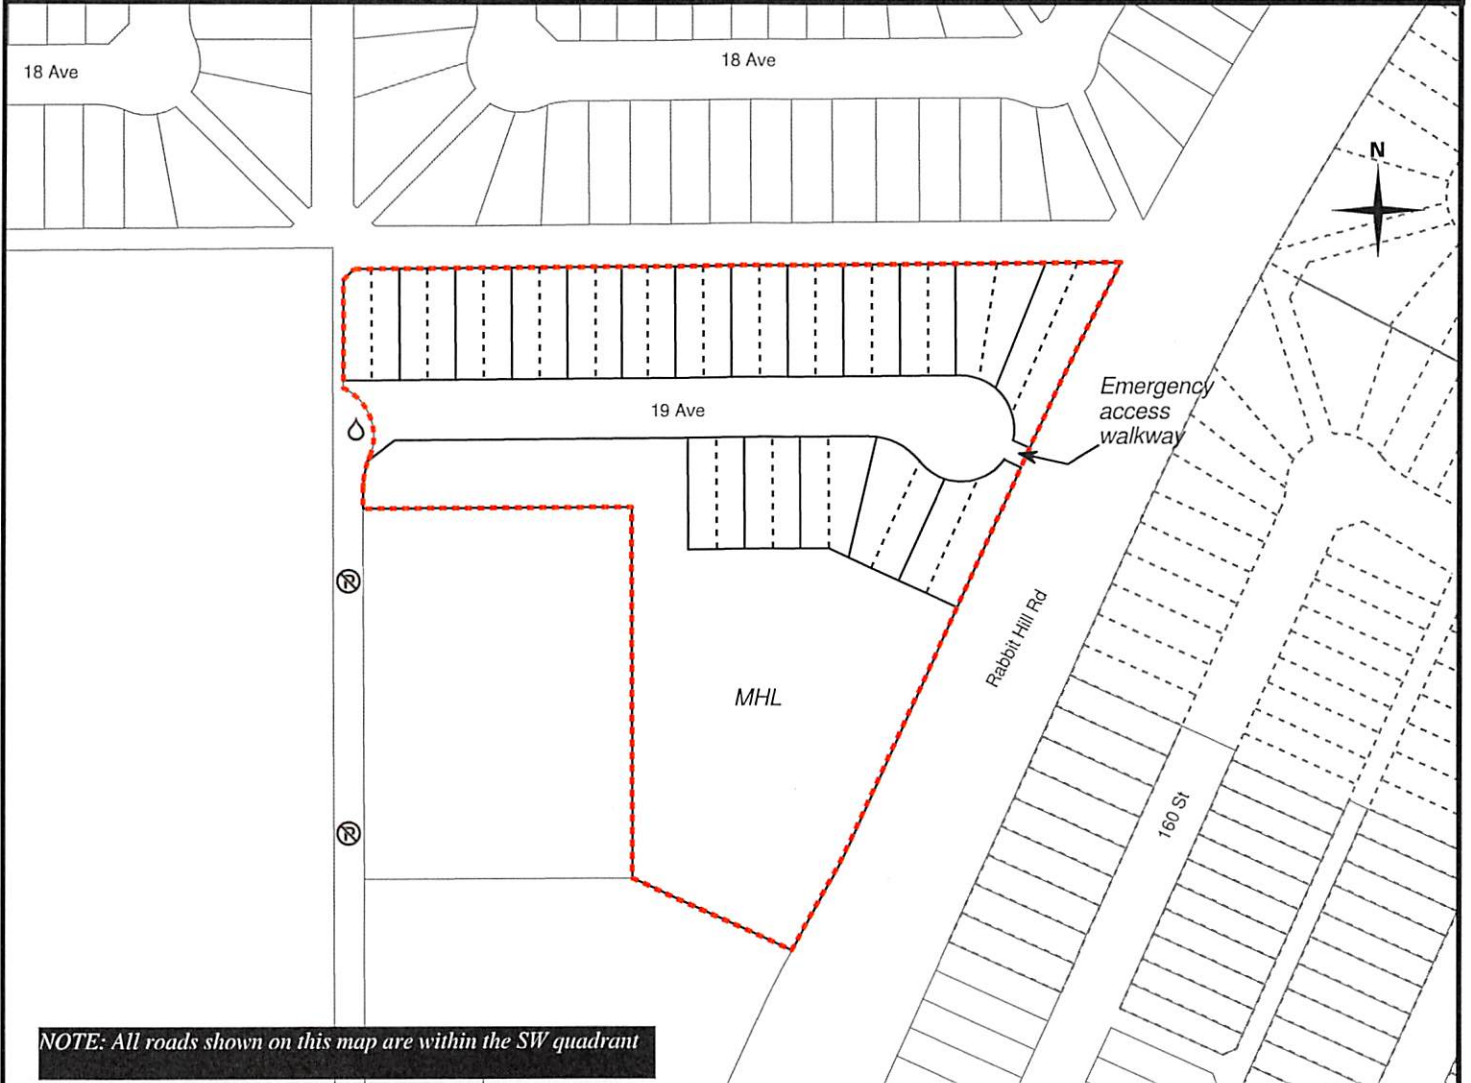 18 Ave
18 Ave
N
Emergency
access
walkway
19 Ave
Rabbit Hill Rd
MHL
160 St
NOTE: All roads shown on this map are within the SW quadrant